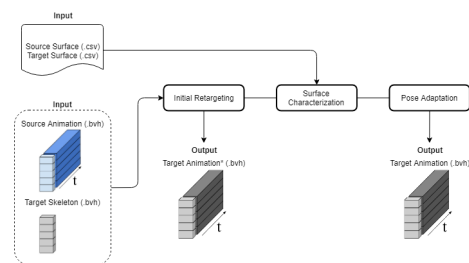 Input
Source Surface (.csv)
Target Surface (.csv)
Input
Source Animation (.bvh)
t
Target Skeleton (.bvh)
Initial Retargeting
Surface
Characterization
Pose Adaptation
Output
Target Animation* (.bvh)
t
Output
Target Animation (.bvh)
t